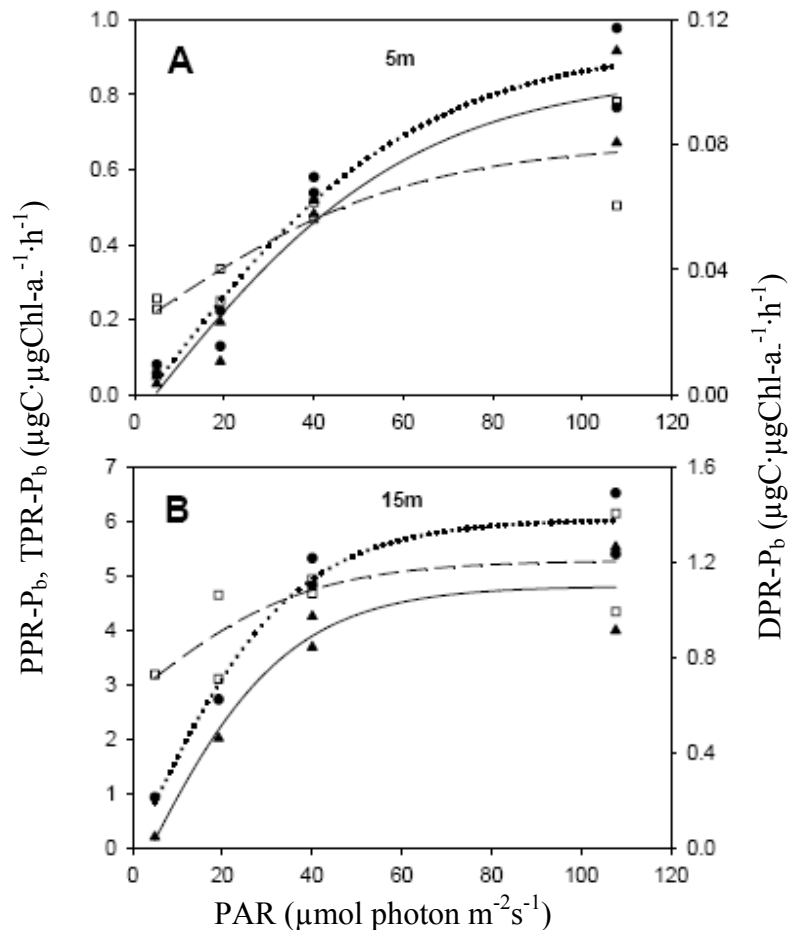 A
5m
1.0
0.8
0.6
0.4
0.2
0.0
0.12
0.08
0.04
0.00
0 20 40 60 80 100 120
B
15m
7
6
5
4
3
2
1
0
1.6
1.2
0.8
0.4
0.0
0 20 40 60 80 100 120
PAR (µmol photon m⁻²s⁻¹)
PPR-P_b, TPR-P_b (µgC·µgChl-a.⁻¹·h⁻¹)
DPR-P_b (µgC·µgChl-a.⁻¹·h⁻¹)